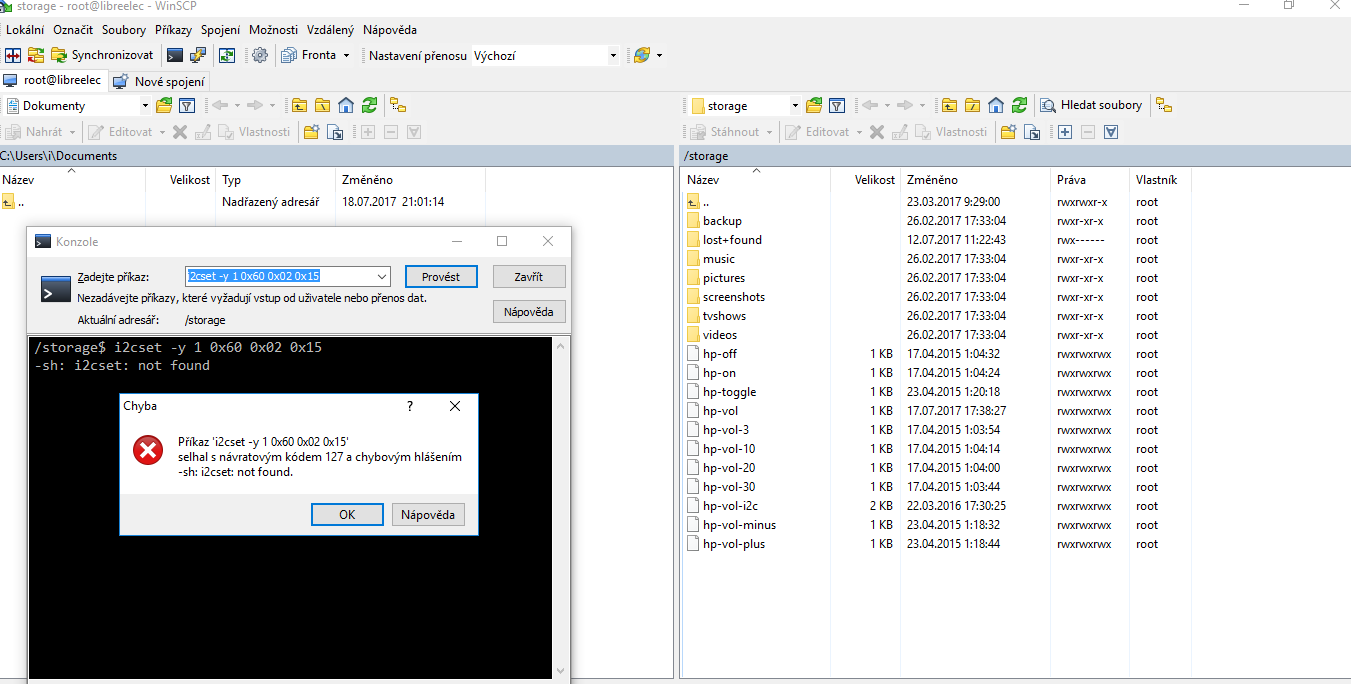 storage - root@libreelec - WinSCP
Lokální Označit Soubory Příkazy Spojení Možnosti Vzdálený Nápověda
Synchronizovat Fronta Nastavení přenosu Výchozí
root@libreelec Nové spojení
Dokumenty
Nahrát Editovat Vlastnosti
C:\Users\i\Documents
Název Velikost Typ Změněno
.. Nadřazený adresář 18.07.2017 21:01:14
Konzole
Zadejte příkaz: i2cset -y 1 0x60 0x02 0x15 Provést Zavřít
Nezadávejte příkazy, které vyžadují vstup od uživatele nebo přenos dat.
Aktuální adresář: /storage Nápověda
/storage$ i2cset -y 1 0x60 0x02 0x15
-sh: i2cset: not found
Chyba ?
Příkaz 'i2cset -y 1 0x60 0x02 0x15'
selhal s návratovým kódem 127 a chybovým hlášením
-sh: i2cset: not found.
OK Nápověda
storage Hledat soubory
Stáhnout Editovat Vlastnosti
/storage
Název Velikost Změněno Práva Vlastník
.. 23.03.2017 9:29:00 rwxrwxr-x root
backup 26.02.2017 17:33:04 rwxr-xr-x root
lost+found 12.07.2017 11:22:43 rwx------ root
music 26.02.2017 17:33:04 rwxr-xr-x root
pictures 26.02.2017 17:33:04 rwxr-xr-x root
screenshots 26.02.2017 17:33:04 rwxr-xr-x root
tvshows 26.02.2017 17:33:04 rwxr-xr-x root
videos 26.02.2017 17:33:04 rwxr-xr-x root
hp-off 1 KB 17.04.2015 1:04:32 rwxrwxrwx root
hp-on 1 KB 17.04.2015 1:04:24 rwxrwxrwx root
hp-toggle 1 KB 23.04.2015 1:20:18 rwxrwxrwx root
hp-vol 1 KB 17.07.2017 17:38:27 rwxrwxrwx root
hp-vol-3 1 KB 17.04.2015 1:03:54 rwxrwxrwx root
hp-vol-10 1 KB 17.04.2015 1:04:14 rwxrwxrwx root
hp-vol-20 1 KB 17.04.2015 1:04:00 rwxrwxrwx root
hp-vol-30 1 KB 17.04.2015 1:03:44 rwxrwxrwx root
hp-vol-i2c 2 KB 22.03.2016 17:30:25 rwxrwxrwx root
hp-vol-minus 1 KB 23.04.2015 1:18:32 rwxrwxrwx root
hp-vol-plus 1 KB 23.04.2015 1:18:44 rwxrwxrwx root